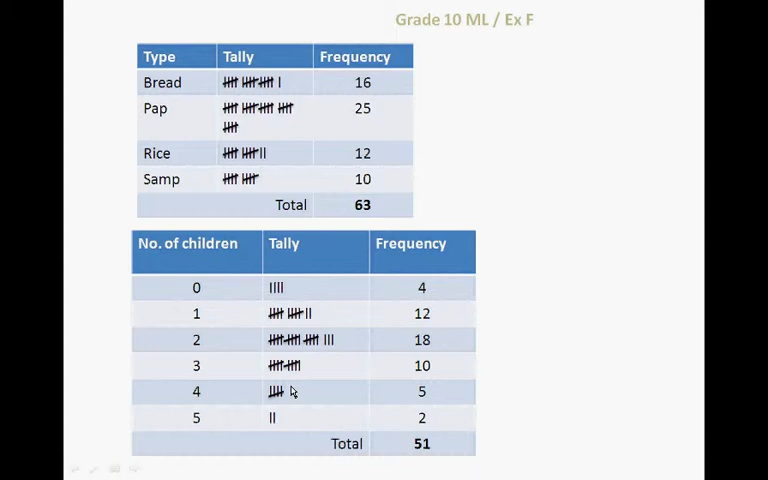 Grade 10 ML / Ex F
Type Tally Frequency
Bread 16
Pap 25
Rice 12
Samp 10
Total 63
No. of children Tally Frequency
0 4
1 12
2 18
3 10
4 5
5 2
Total 51